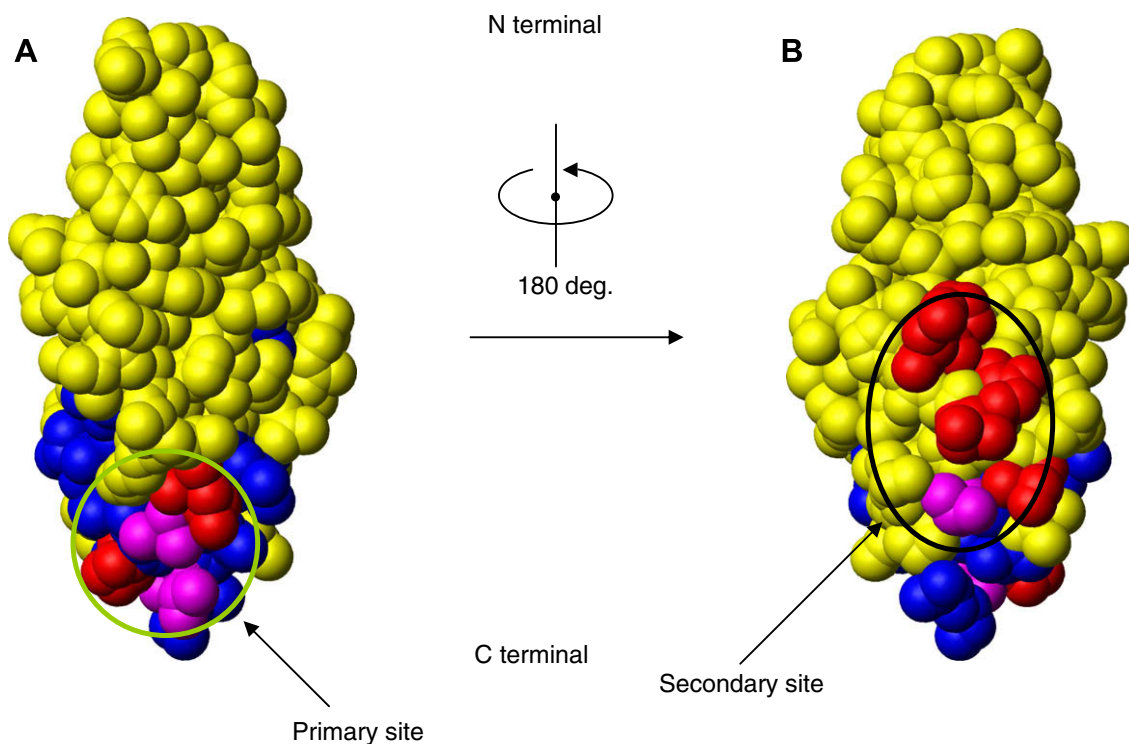 N terminal
A
B
180 deg.
C terminal
Secondary site
Primary site